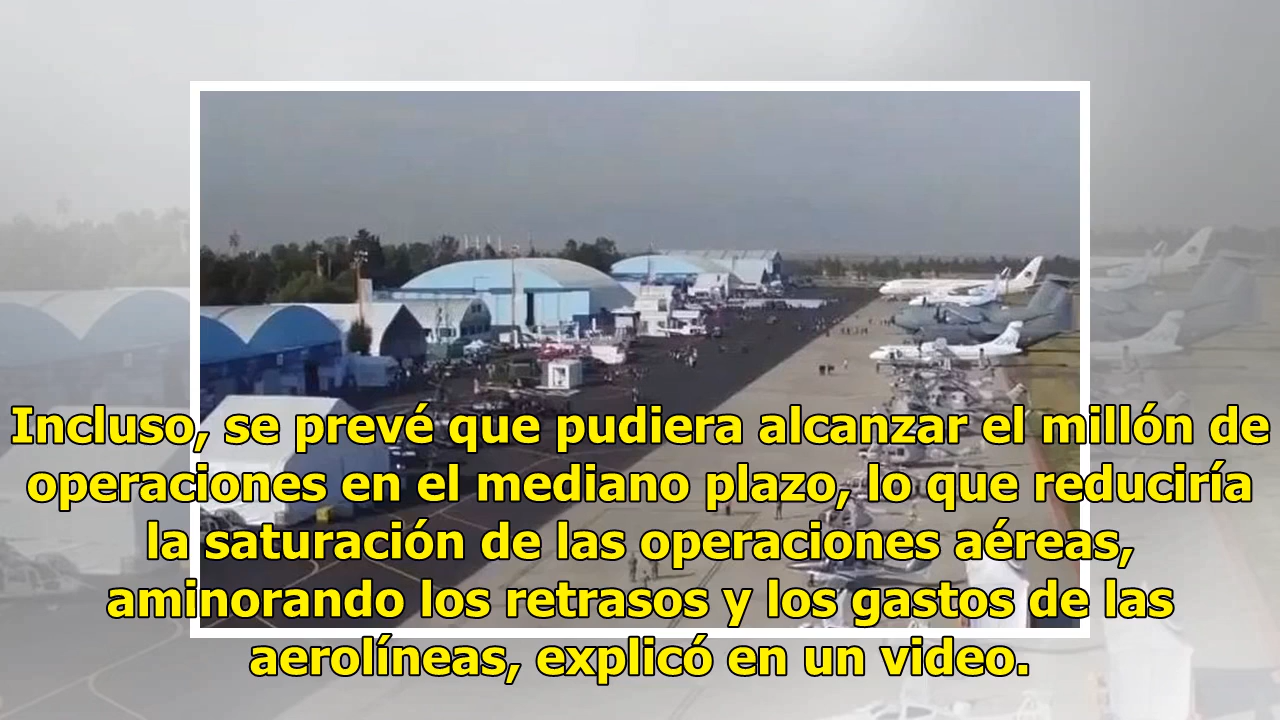 Incluso, se prevé que pudiera alcanzar el millón de
operaciones en el mediano plazo, lo que reduciría
la saturación de las operaciones aéreas,
aminorando los retrasos y los gastos de las
aerolíneas, explicó en un video.